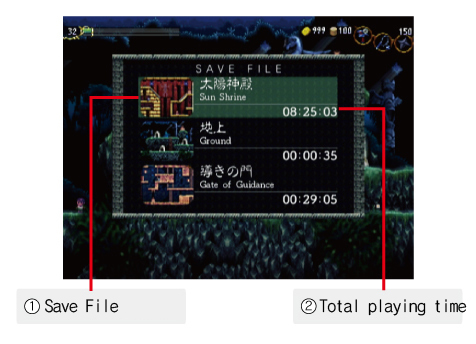 32
999 100 150
SAVE FILE
太陽神殿
Sun Shrine
08:25:03
地上
Ground
00:00:35
導きの門
Gate of Guidance
00:29:05
① Save File
② Total playing time